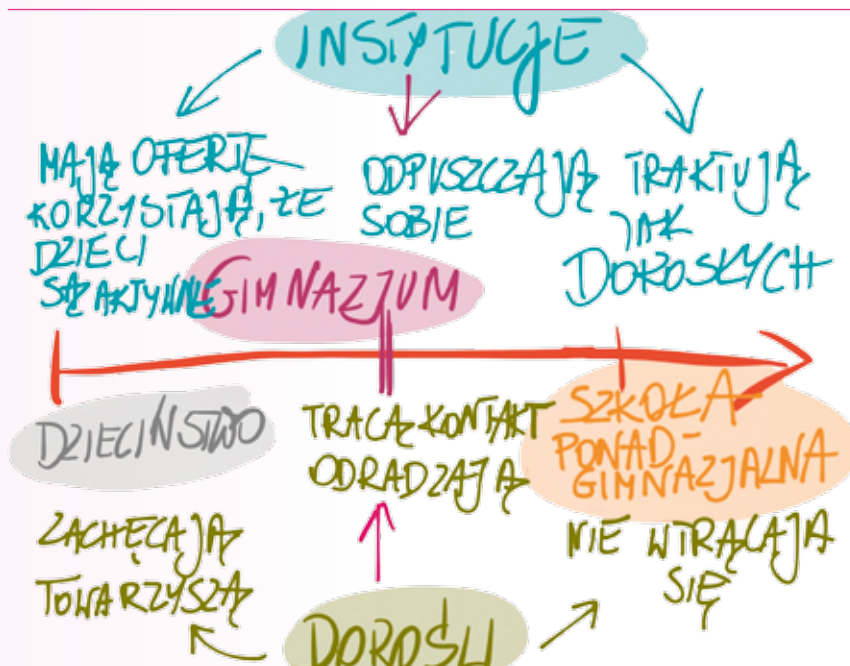 INSTYTUCJE
MAJĄ OFERTĘ
KORZYSTAJĄ, ŻE
DZIECI
SĄ AKTYWNE
ODPUSZCZAJĄ
SOBIE
TRAKTUJĄ
JAK
DOROSŁYCH
GIMNAZJUM
DZIECIŃSTWO
TRACĄ KONTAKT
ODRADZAJĄ
SZKOŁA
PONAD-
GIMNAZJALNA
ZACHĘCAJĄ
TOWARZYSZĄ
NIE WTRĄCAJĄ
SIĘ
DOROŚLI